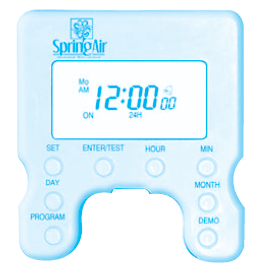 SpringAir
Mo
AM 12:00 00
ON 24H
SET ENTER/TEST HOUR MIN
DAY MONTH
PROGRAM DEMO